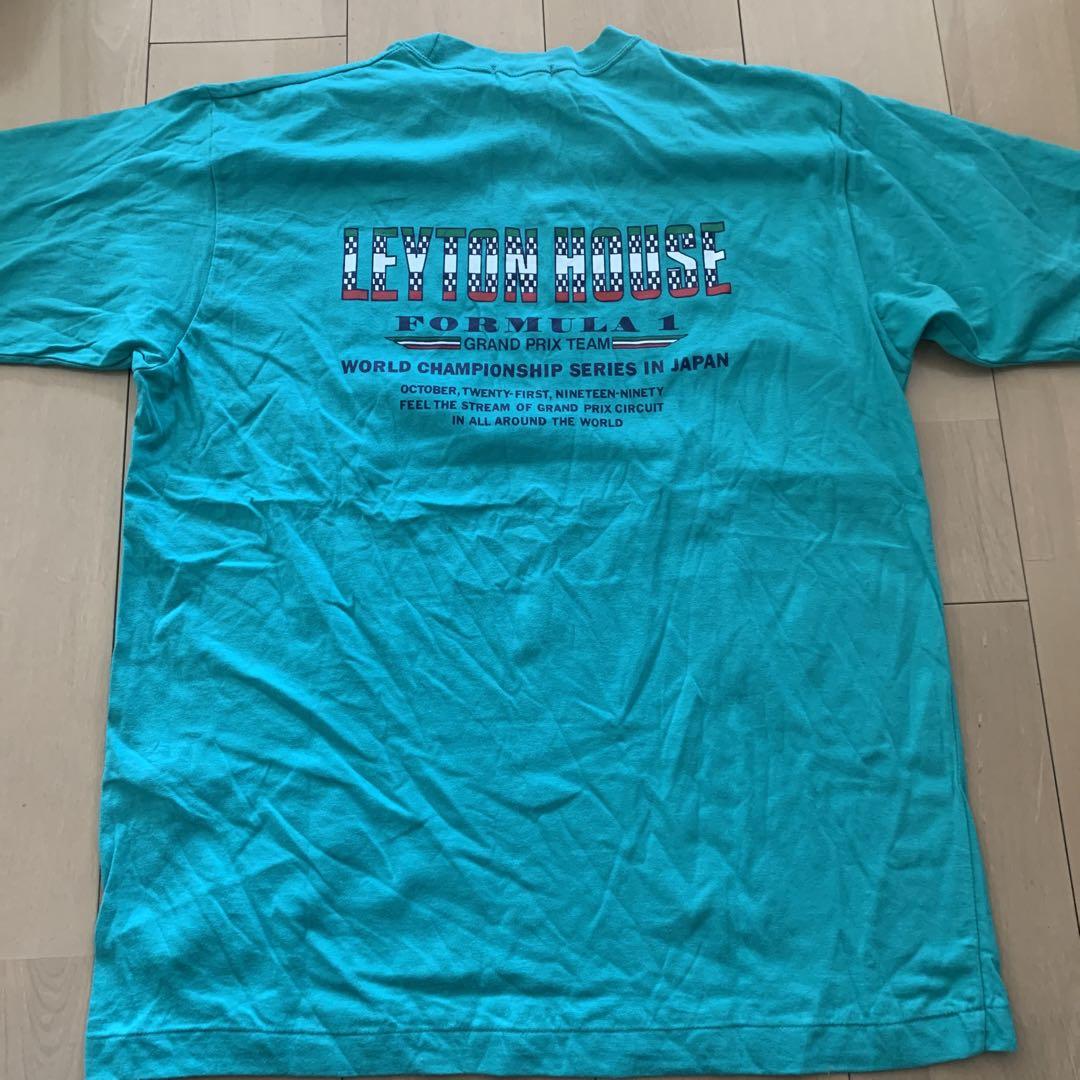 LEYTON HOUSE
FORMULA 1
GRAND PRIX TEAM
WORLD CHAMPIONSHIP SERIES IN JAPAN
OCTOBER, TWENTY-FIRST, NINETEEN-NINETY
FEEL THE STREAM OF GRAND PRIX CIRCUIT
IN ALL AROUND THE WORLD